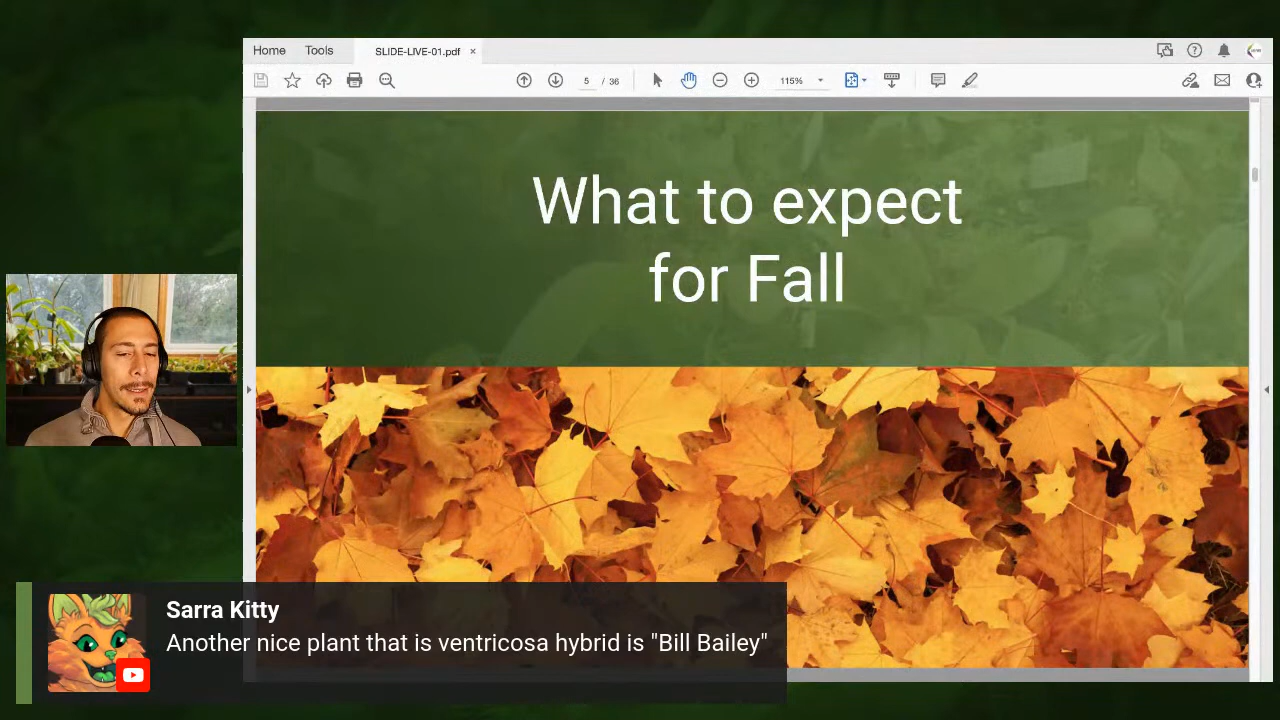 Home Tools SLIDE-LIVE-01.pdf ×
5 / 36 115%
What to expect
for Fall
Sarra Kitty
Another nice plant that is ventricosa hybrid is "Bill Bailey"